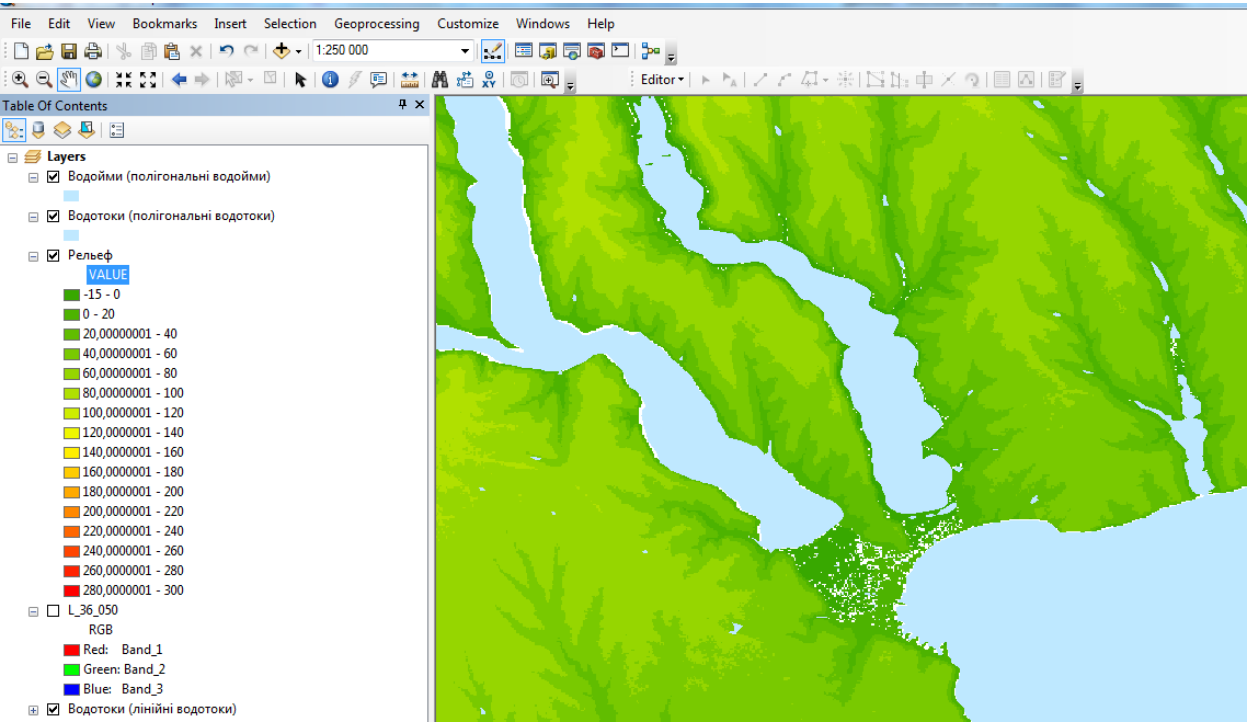 File Edit View Bookmarks Insert Selection Geoprocessing Customize Windows Help
1:250 000
Editor
Table Of Contents
Layers
Водойми (полігональні водойми)
Водотоки (полігональні водотоки)
Рельеф
VALUE
-15 - 0
0 - 20
20,00000001 - 40
40,00000001 - 60
60,00000001 - 80
80,00000001 - 100
100,0000001 - 120
120,0000001 - 140
140,0000001 - 160
160,0000001 - 180
180,0000001 - 200
200,0000001 - 220
220,0000001 - 240
240,0000001 - 260
260,0000001 - 280
280,0000001 - 300
L_36_050
RGB
Red: Band_1
Green: Band_2
Blue: Band_3
Водотоки (лінійні водотоки)